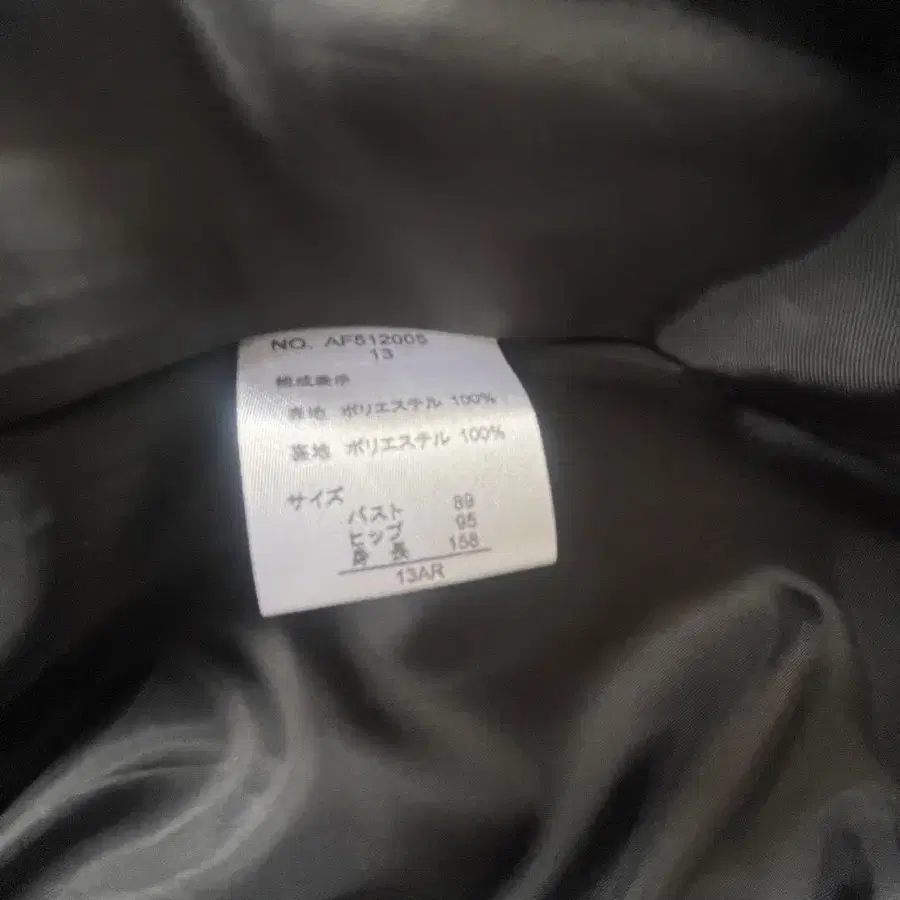 NO. AF512005
13
組成表示
表地 ポリエステル 100%
裏地 ポリエステル 100%
サイズ
バスト 89
ヒップ 95
身長 158
13AR